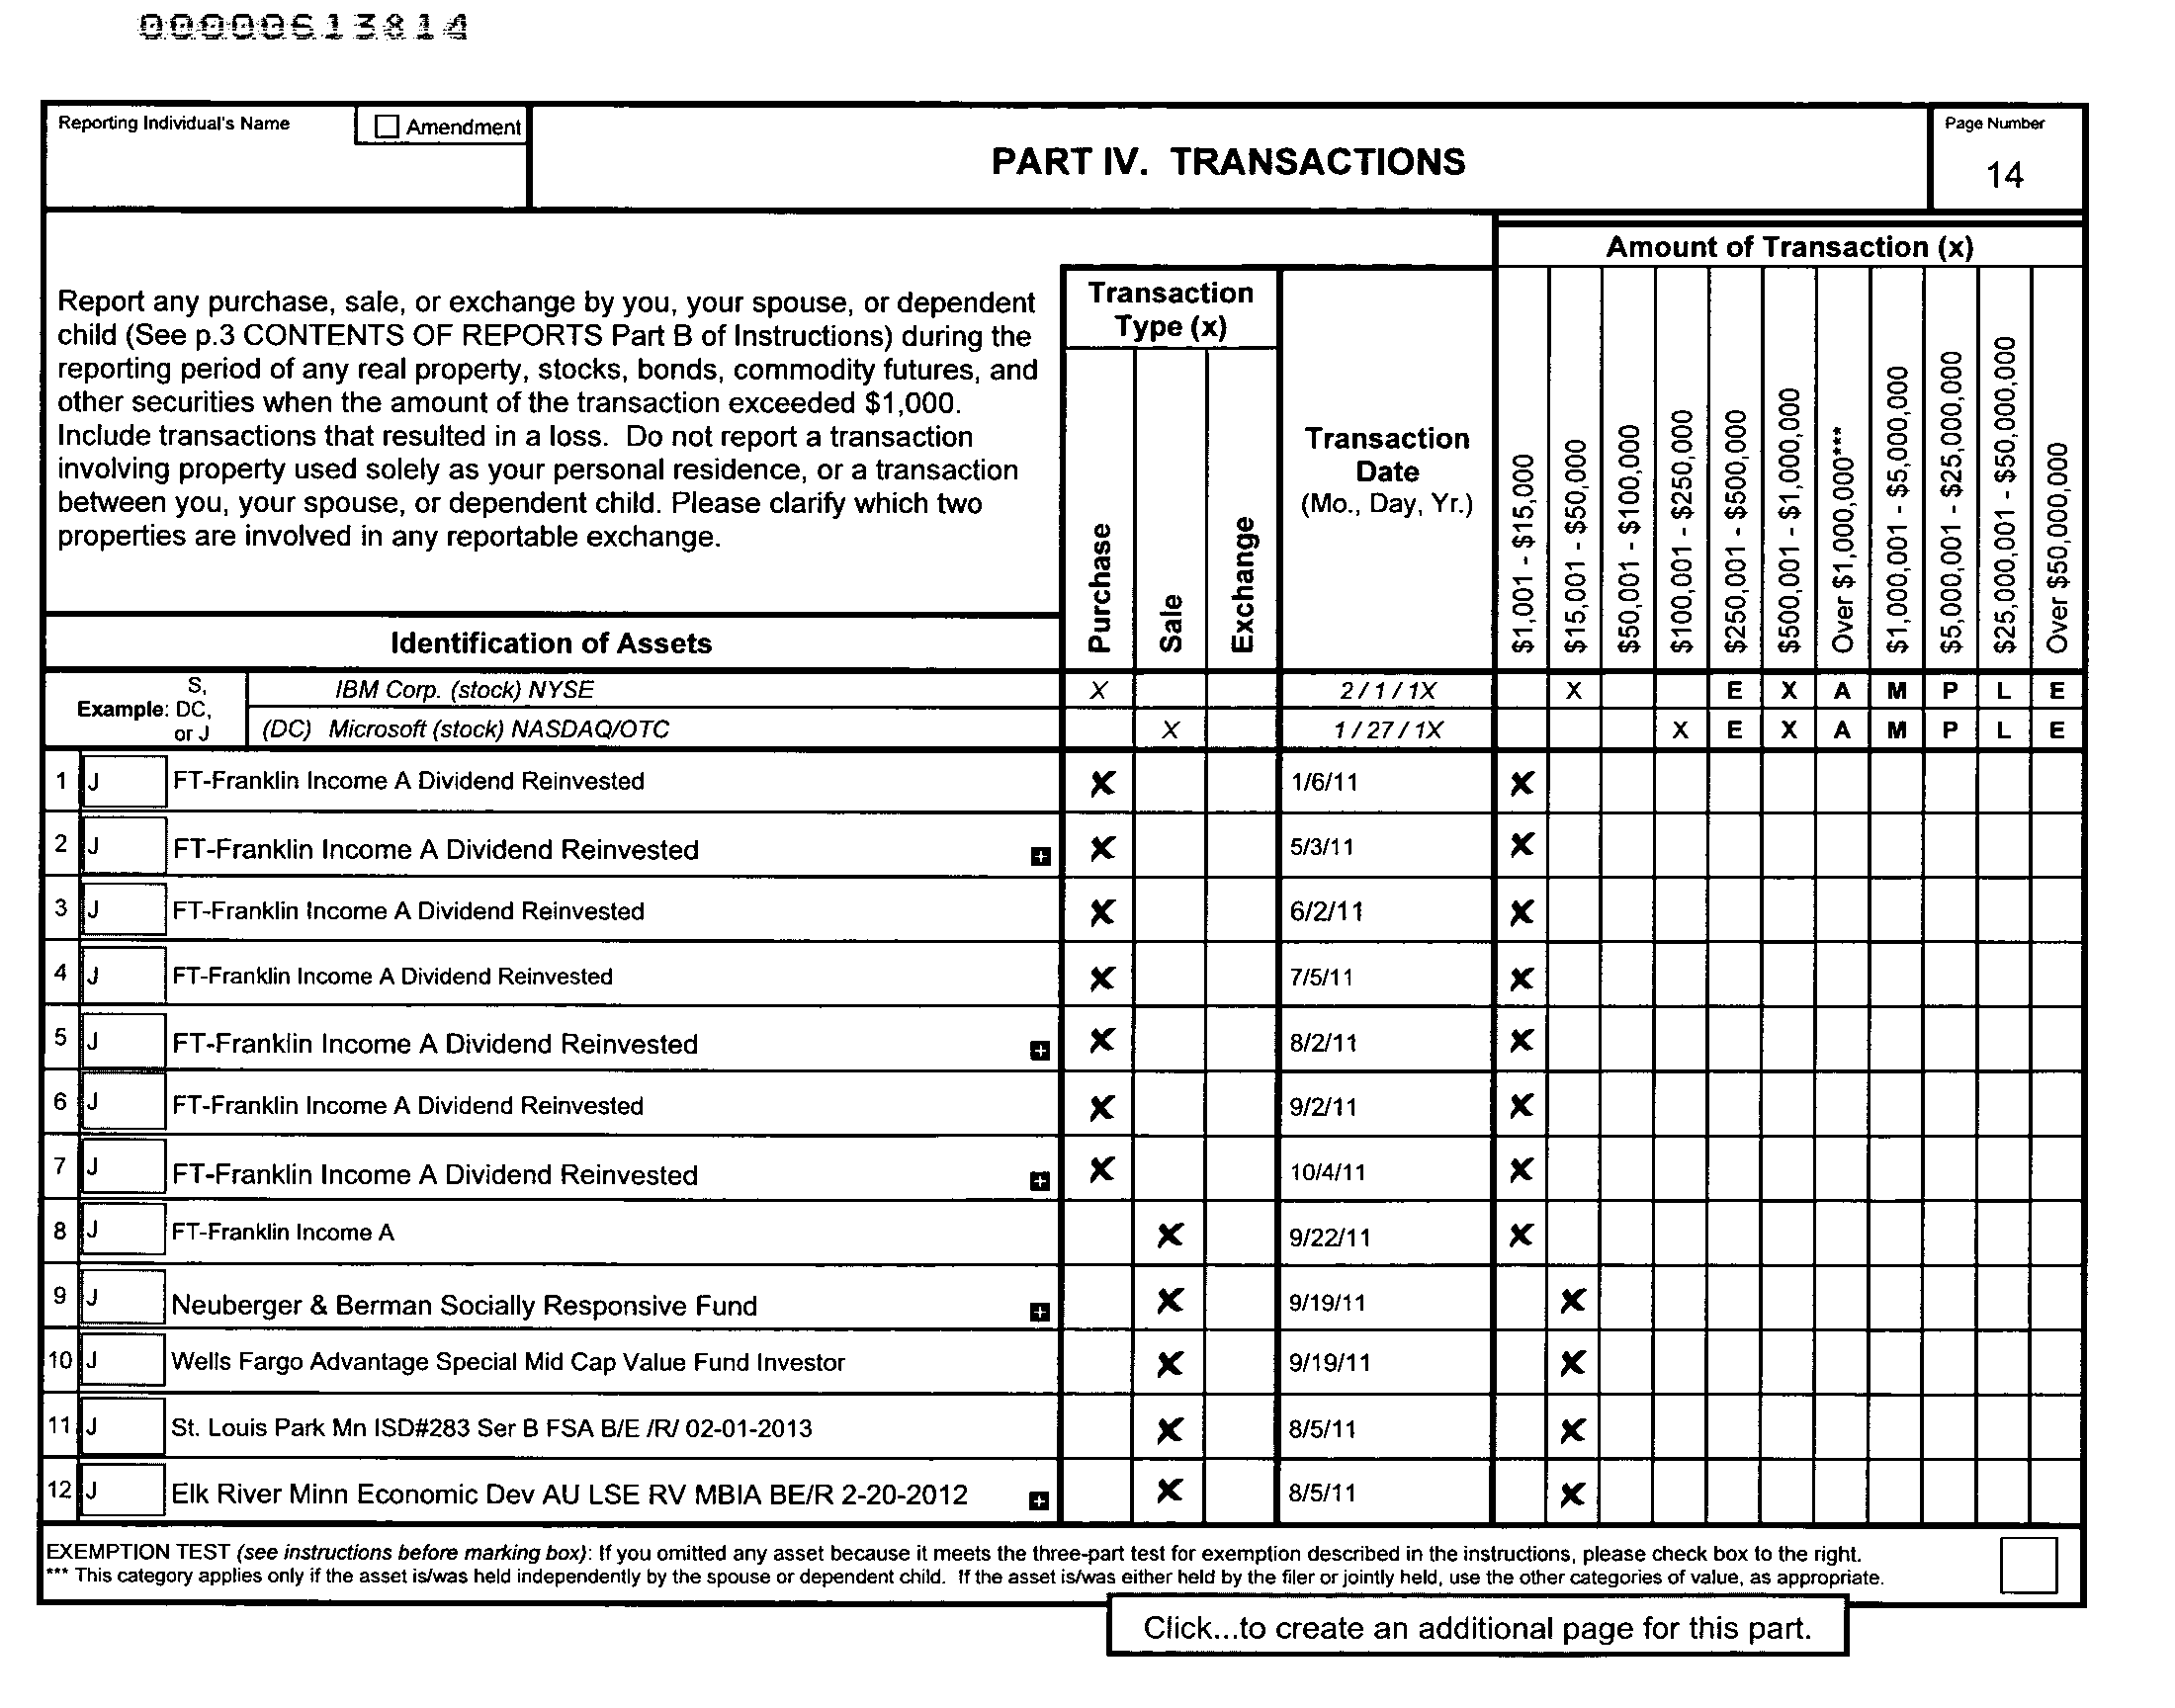 00000613814
Reporting Individual's Name
Amendment
PART IV. TRANSACTIONS
Page Number
14
Report any purchase, sale, or exchange by you, your spouse, or dependent
child (See p.3 CONTENTS OF REPORTS Part B of Instructions) during the
reporting period of any real property, stocks, bonds, commodity futures, and
other securities when the amount of the transaction exceeded $1,000.
Include transactions that resulted in a loss. Do not report a transaction
involving property used solely as your personal residence, or a transaction
between you, your spouse, or dependent child. Please clarify which two
properties are involved in any reportable exchange.
Identification of Assets
Transaction
Type (x)
Purchase
Sale
Exchange
Transaction
Date
(Mo., Day, Yr.)
Amount of Transaction (x)
$1,001 - $15,000
$15,001 - $50,000
$50,001 - $100,000
$100,001 - $250,000
$250,001 - $500,000
$500,001 - $1,000,000
Over $1,000,000***
$1,000,001 - $5,000,000
$5,000,001 - $25,000,000
$25,000,001 - $50,000,000
Over $50,000,000
Example: S, DC, or J
IBM Corp. (stock) NYSE X 2 / 1 / 1X X E X A M P L E
(DC) Microsoft (stock) NASDAQ/OTC X 1 / 27 / 1X X E X A M P L E
1 J FT-Franklin Income A Dividend Reinvested X 1/6/11 X
2 J FT-Franklin Income A Dividend Reinvested + X 5/3/11 X
3 J FT-Franklin Income A Dividend Reinvested X 6/2/11 X
4 J FT-Franklin Income A Dividend Reinvested X 7/5/11 X
5 J FT-Franklin Income A Dividend Reinvested + X 8/2/11 X
6 J FT-Franklin Income A Dividend Reinvested X 9/2/11 X
7 J FT-Franklin Income A Dividend Reinvested + X 10/4/11 X
8 J FT-Franklin Income A X 9/22/11 X
9 J Neuberger & Berman Socially Responsive Fund + X 9/19/11 X
10 J Wells Fargo Advantage Special Mid Cap Value Fund Investor X 9/19/11 X
11 J St. Louis Park Mn ISD#283 Ser B FSA B/E /R/ 02-01-2013 X 8/5/11 X
12 J Elk River Minn Economic Dev AU LSE RV MBIA BE/R 2-20-2012 + X 8/5/11 X
EXEMPTION TEST (see instructions before marking box): If you omitted any asset because it meets the three-part test for exemption described in the instructions, please check box to the right.
*** This category applies only if the asset is/was held independently by the spouse or dependent child. If the asset is/was either held by the filer or jointly held, use the other categories of value, as appropriate.
Click...to create an additional page for this part.